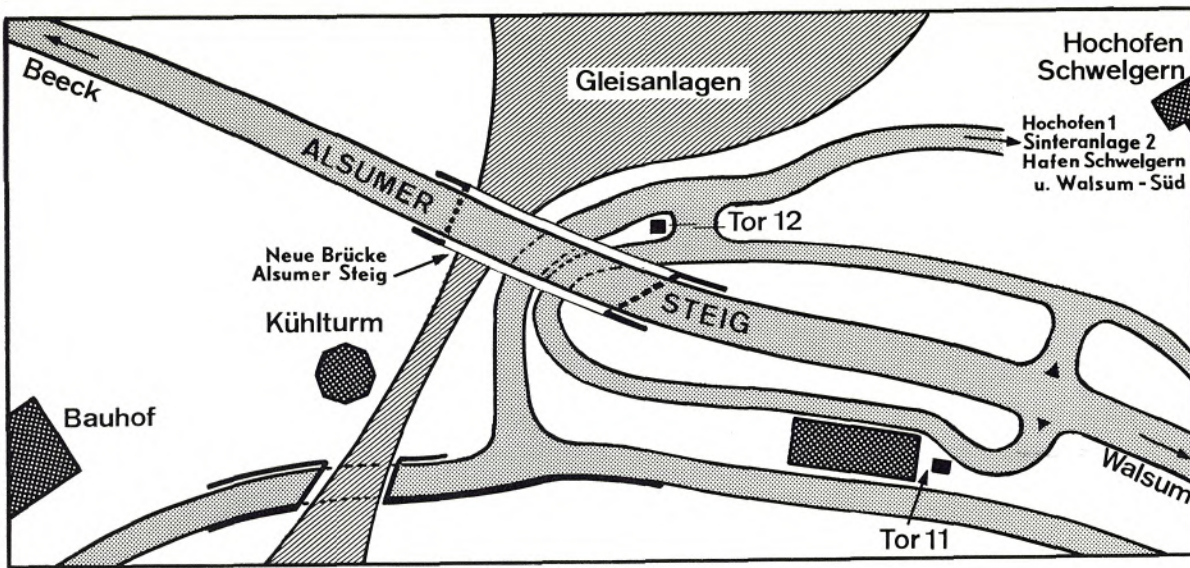 Beeck
ALSUMER
STEIG
Gleisanlagen
Hochofen
Schwelgern
Hochofen 1
Sinteranlage 2
Hafen Schwelgern
u. Walsum - Süd
Tor 12
Neue Brücke
Alsumer Steig
Kühlturm
Bauhof
Walsum
Tor 11